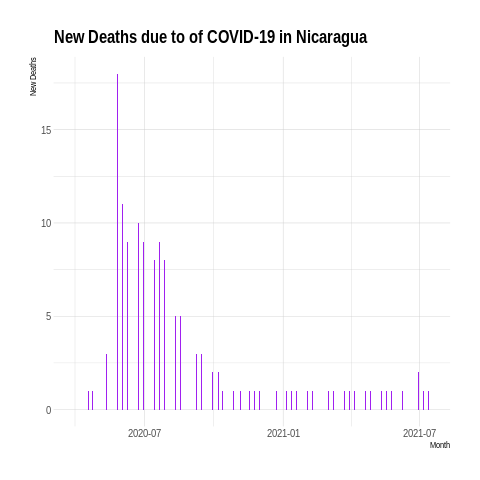 New Deaths due to of COVID-19 in Nicaragua
New Deaths
15
10
5
0
2020-07
2021-01
2021-07
Month